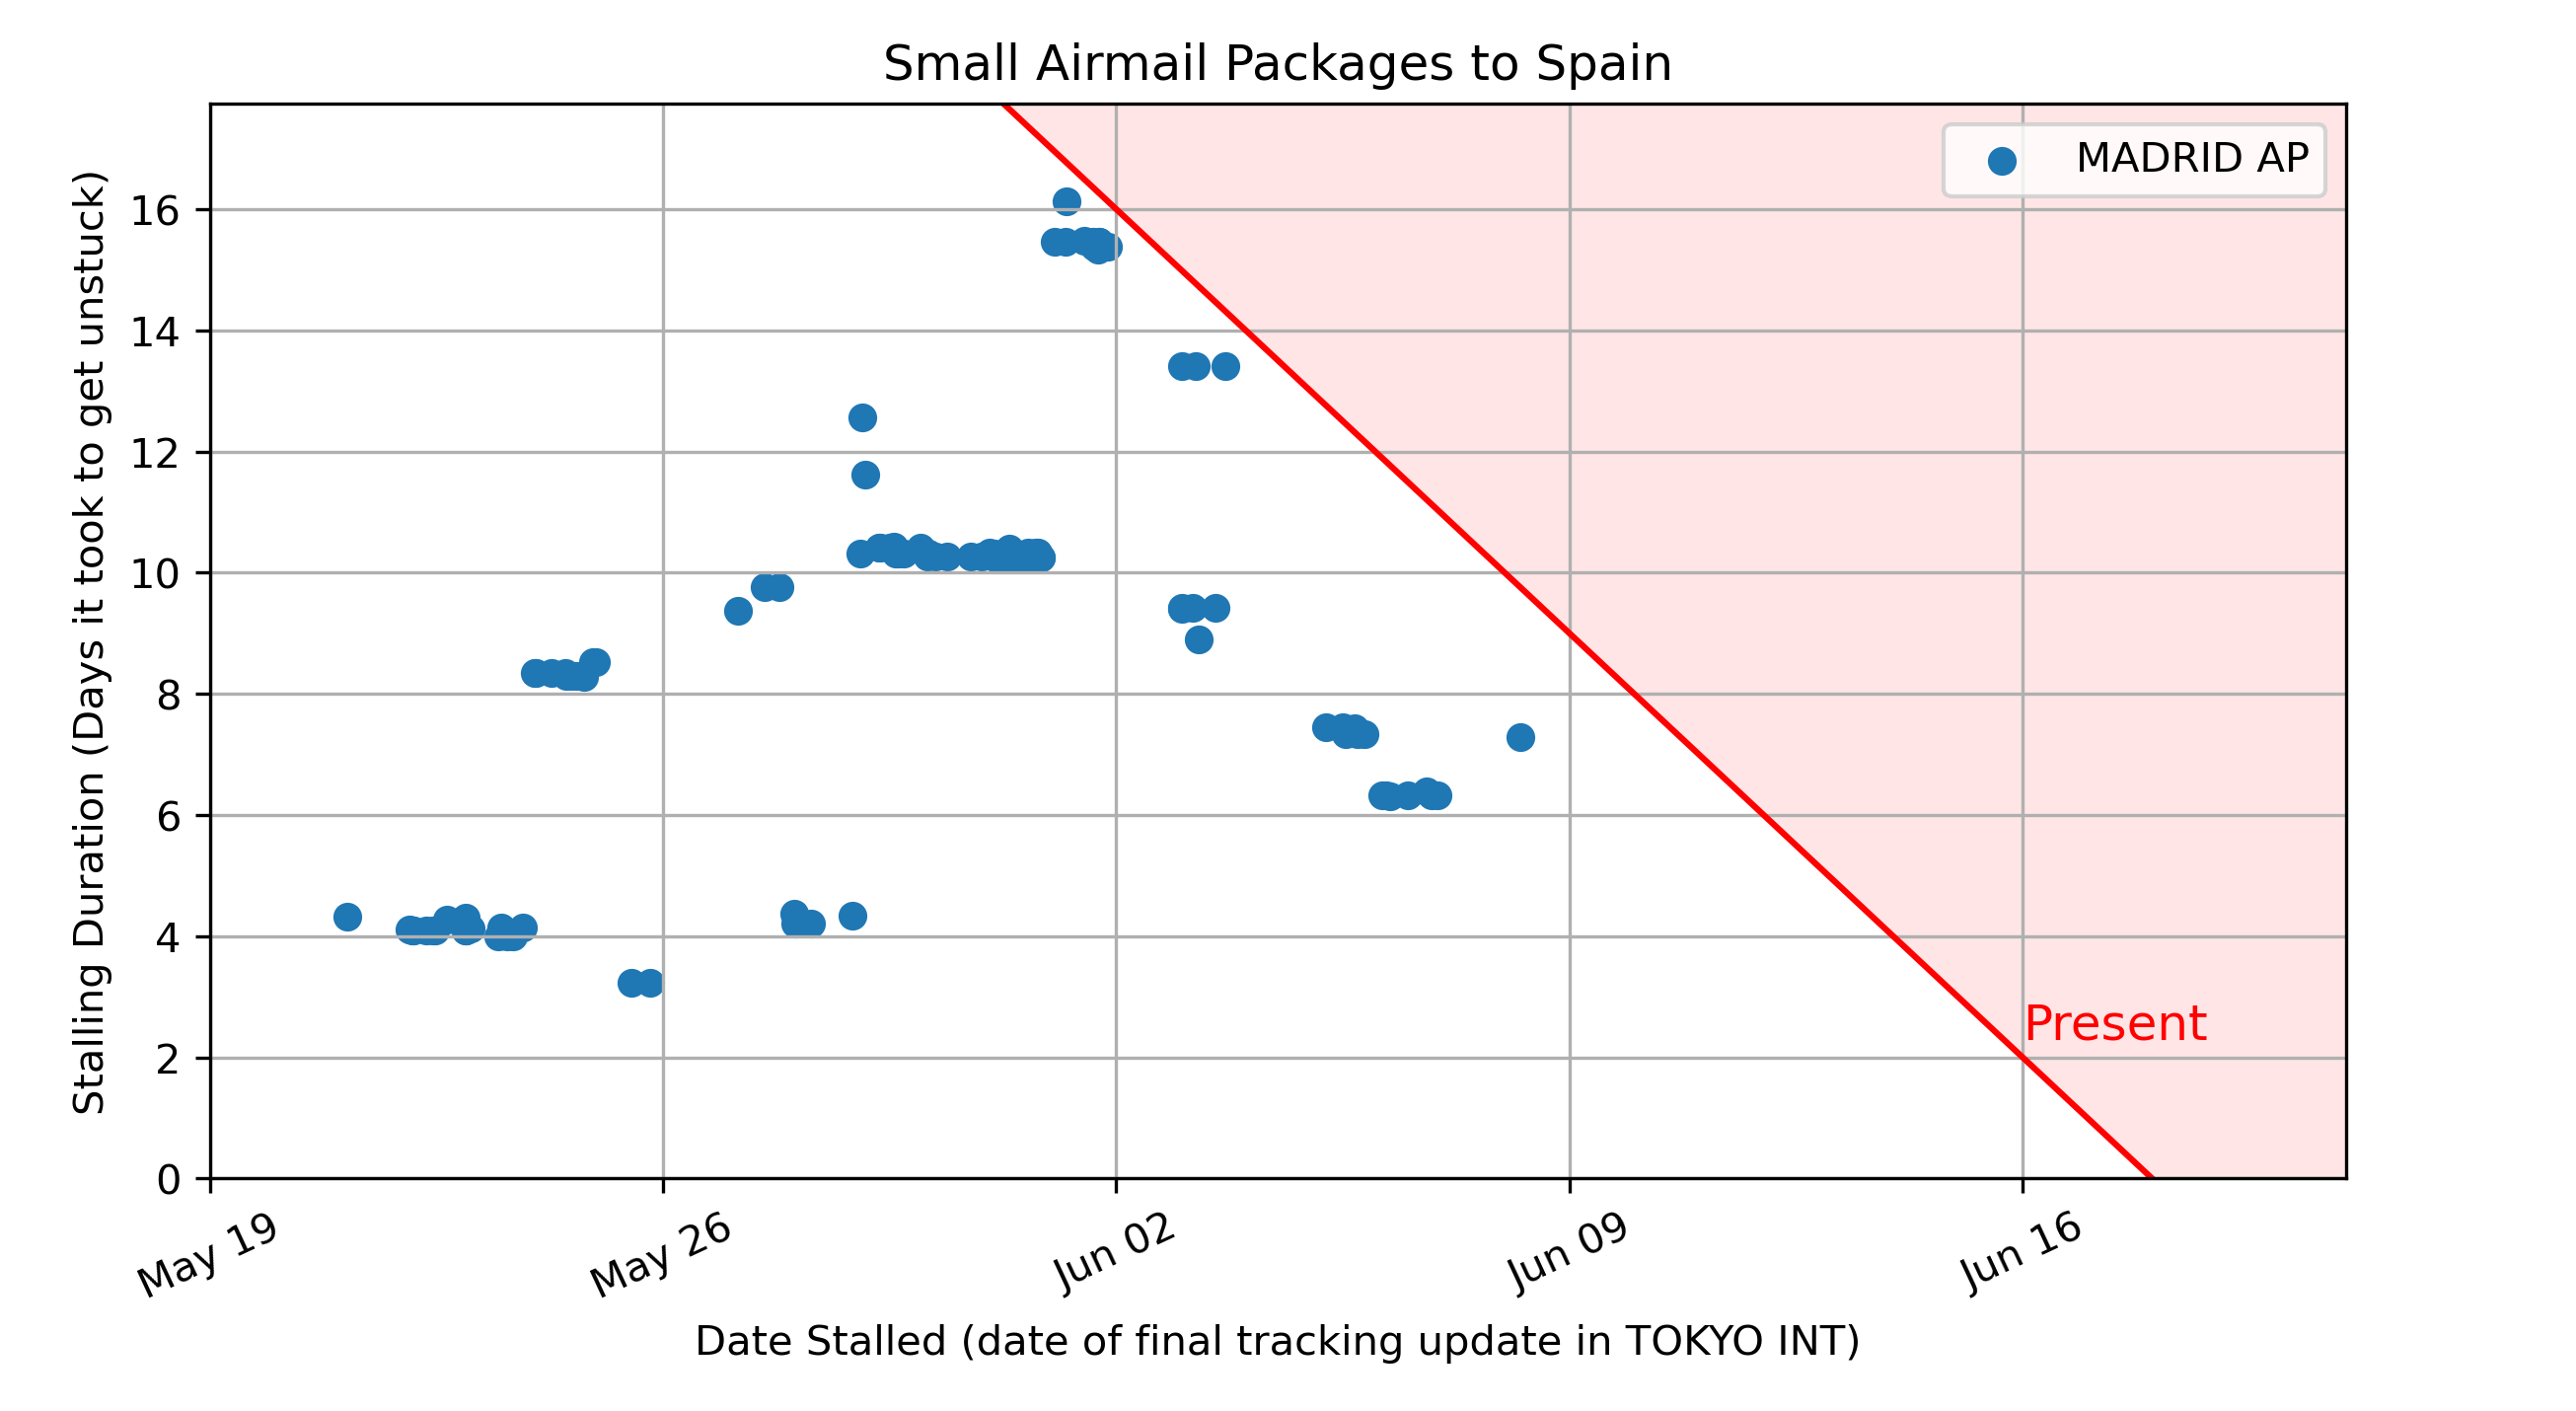 Small Airmail Packages to Spain
MADRID AP
Stalling Duration (Days it took to get unstuck)
16
14
12
10
8
6
4
2
0
Present
May 19
May 26
Jun 02
Jun 09
Jun 16
Date Stalled (date of final tracking update in TOKYO INT)